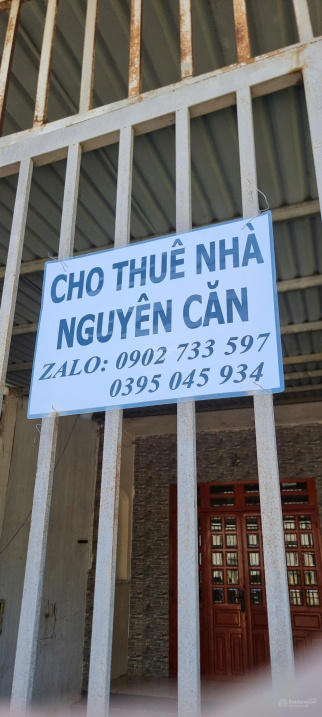 CHO THUÊ NHÀ
NGUYÊN CĂN
ZALO: 0902 733 597
0395 045 934